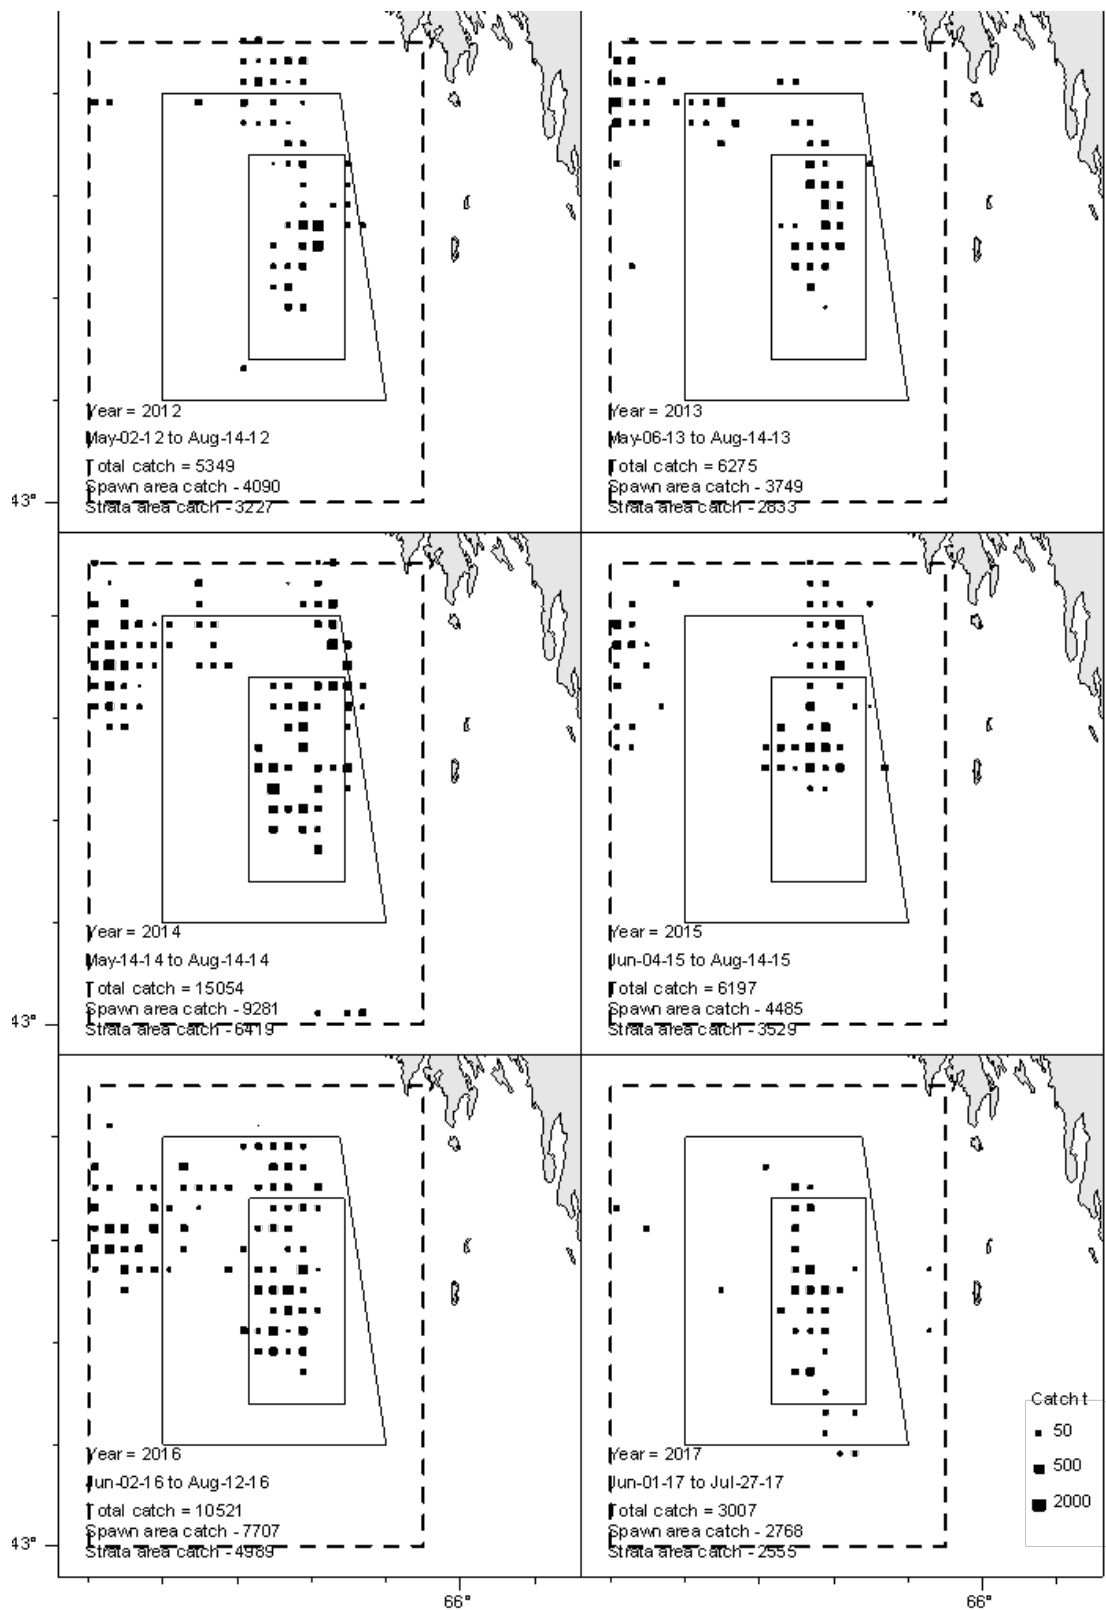 Year = 2012
May-02-12 to Aug-14-12
Total catch = 5349
Spawn area catch - 4090
Strata area catch - 3227
43°
Year = 2013
May-06-13 to Aug-14-13
Total catch = 6275
Spawn area catch - 3749
Strata area catch - 2833
Year = 2014
May-14-14 to Aug-14-14
Total catch = 15054
Spawn area catch - 9281
Strata area catch - 6419
43°
Year = 2015
Jun-04-15 to Aug-14-15
Total catch = 6197
Spawn area catch - 4485
Strata area catch - 3529
Year = 2016
Jun-02-16 to Aug-12-16
Total catch = 10521
Spawn area catch - 7707
Strata area catch - 4989
43°
66°
Year = 2017
Jun-01-17 to Jul-27-17
Total catch = 3007
Spawn area catch - 2768
Strata area catch - 2555
Catch t
50
500
2000
66°